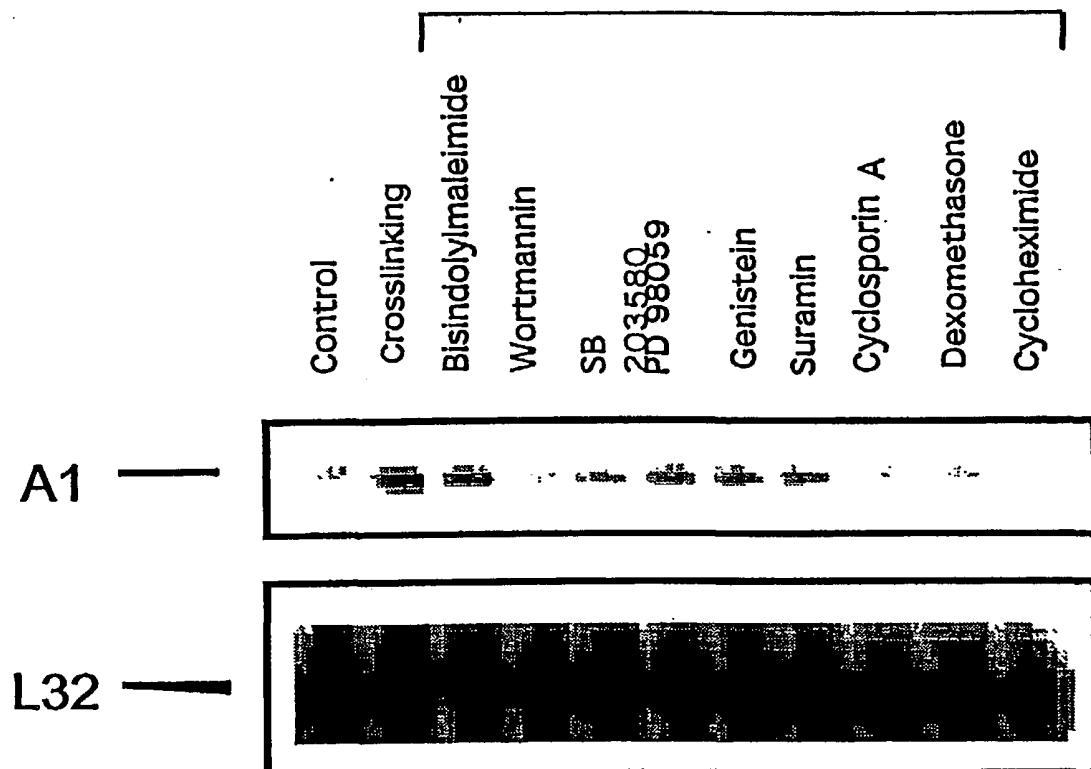 Control
Crosslinking
Bisindolylmaleimide
Wortmannin
SB
203580
PD 98059
Genistein
Suramin
Cyclosporin A
Dexomethasone
Cycloheximide
A1
L32